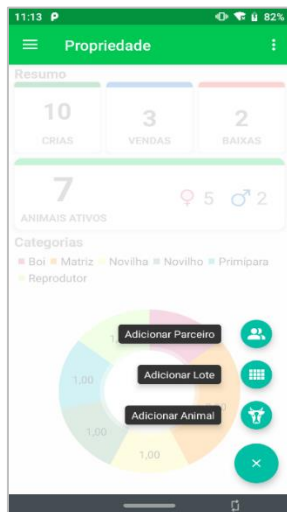 11:13 P 82%
Propriedade
Resumo
10 3 2
CRIAS VENDAS BAIXAS
7 5 2
ANIMAIS ATIVOS
Categorias
Boi Matriz Novilha Novilho Primipara
Reprodutor
Adicionar Parceiro
1,00 Adicionar Lote
Adicionar Animal
1,00
1,00